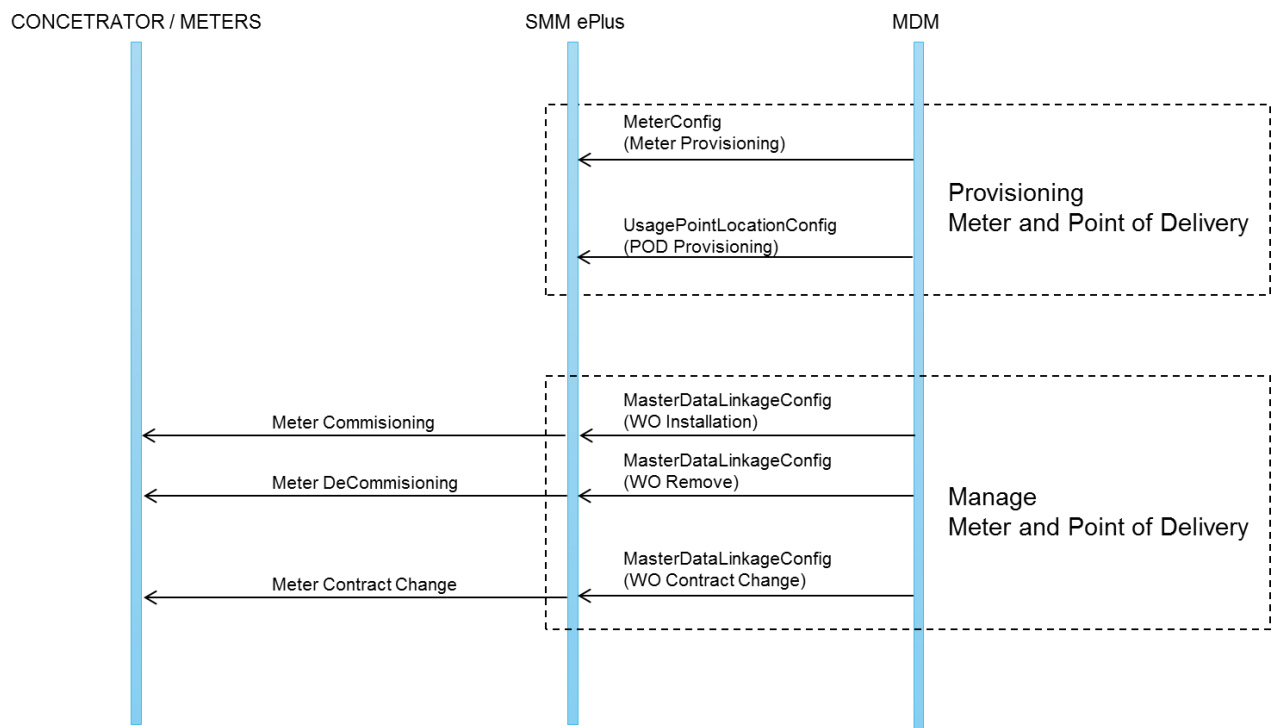 CONCETRATOR / METERS
SMM ePlus
MDM
MeterConfig
(Meter Provisioning)
UsagePointLocationConfig
(POD Provisioning)
Provisioning
Meter and Point of Delivery
Meter Commisioning
MasterDataLinkageConfig
(WO Installation)
Meter DeCommisioning
MasterDataLinkageConfig
(WO Remove)
Manage
Meter and Point of Delivery
Meter Contract Change
MasterDataLinkageConfig
(WO Contract Change)